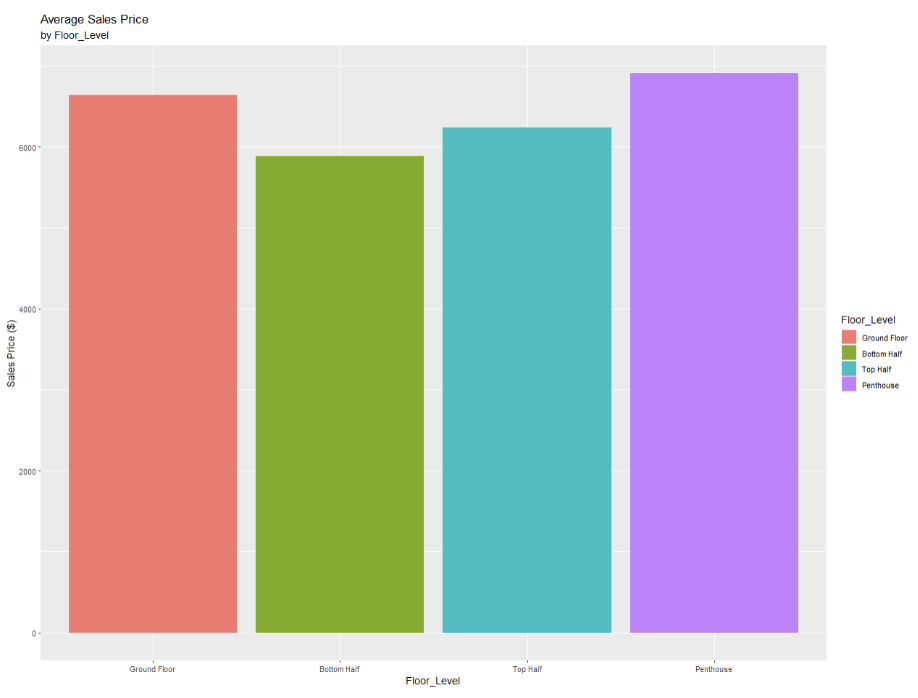 Average Sales Price
by Floor_Level
Sales Price ($)
6000
4000
2000
0
Ground Floor
Bottom Half
Top Half
Penthouse
Floor_Level
Floor_Level
Ground Floor
Bottom Half
Top Half
Penthouse